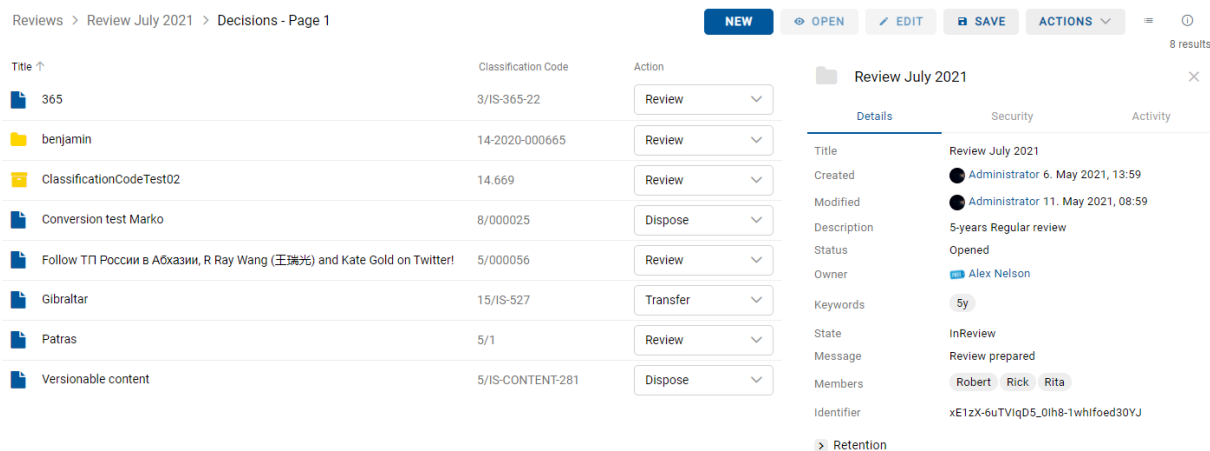 Reviews > Review July 2021 > Decisions - Page 1
NEW OPEN EDIT SAVE ACTIONS
8 results
Title ↑ Classification Code Action
365 3/IS-365-22 Review
benjamin 14-2020-000665 Review
ClassificationCodeTest02 14.669 Review
Conversion test Marko 8/000025 Dispose
Follow ТП России в Абхазии, R Ray Wang (王瑞光) and Kate Gold on Twitter! 5/000056 Review
Gibraltar 15/IS-527 Transfer
Patras 5/1 Review
Versionable content 5/IS-CONTENT-281 Dispose
Review July 2021
Details Security Activity
Title Review July 2021
Created Administrator 6. May 2021, 13:59
Modified Administrator 11. May 2021, 08:59
Description 5-years Regular review
Status Opened
Owner Alex Nelson
Keywords 5y
State InReview
Message Review prepared
Members Robert Rick Rita
Identifier xE1zX-6uTVIqD5_0Ih8-1whIfoed30YJ
> Retention